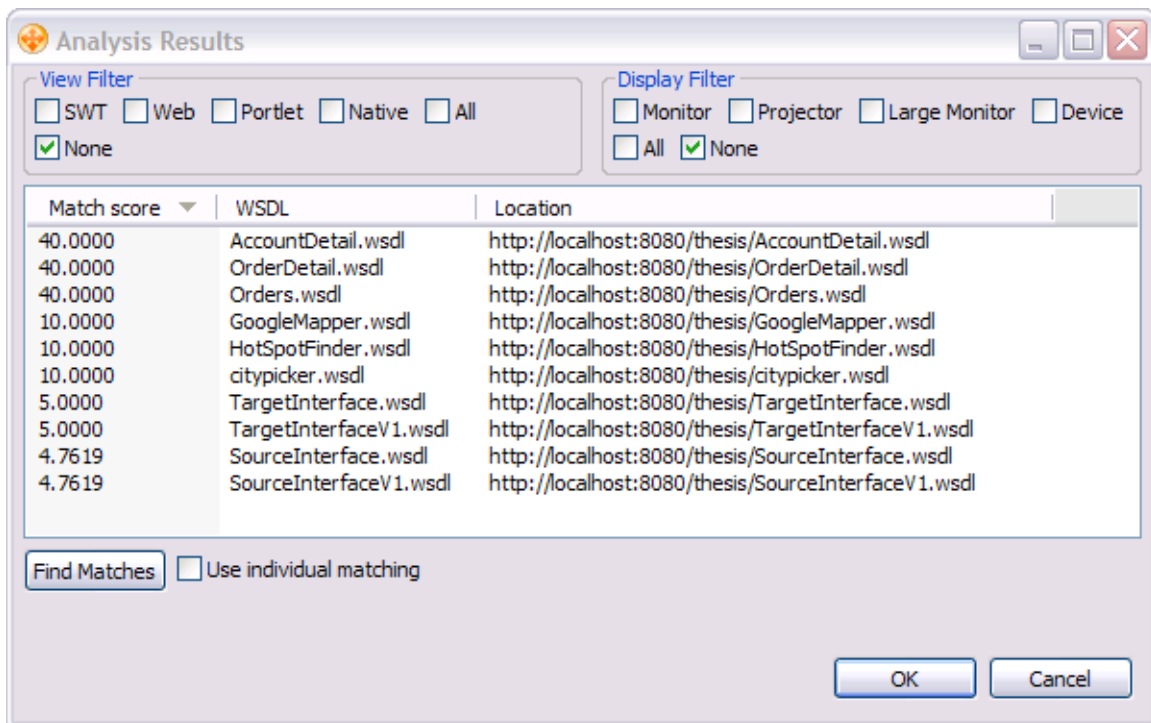 Analysis Results
View Filter
SWT Web Portlet Native All
None
Display Filter
Monitor Projector Large Monitor Device
All None
Match score WSDL Location
40.0000 AccountDetail.wsdl http://localhost:8080/thesis/AccountDetail.wsdl
40.0000 OrderDetail.wsdl http://localhost:8080/thesis/OrderDetail.wsdl
40.0000 Orders.wsdl http://localhost:8080/thesis/Orders.wsdl
10.0000 GoogleMapper.wsdl http://localhost:8080/thesis/GoogleMapper.wsdl
10.0000 HotSpotFinder.wsdl http://localhost:8080/thesis/HotSpotFinder.wsdl
10.0000 citypicker.wsdl http://localhost:8080/thesis/citypicker.wsdl
5.0000 TargetInterface.wsdl http://localhost:8080/thesis/TargetInterface.wsdl
5.0000 TargetInterfaceV1.wsdl http://localhost:8080/thesis/TargetInterfaceV1.wsdl
4.7619 SourceInterface.wsdl http://localhost:8080/thesis/SourceInterface.wsdl
4.7619 SourceInterfaceV1.wsdl http://localhost:8080/thesis/SourceInterfaceV1.wsdl
Find Matches Use individual matching
OK Cancel